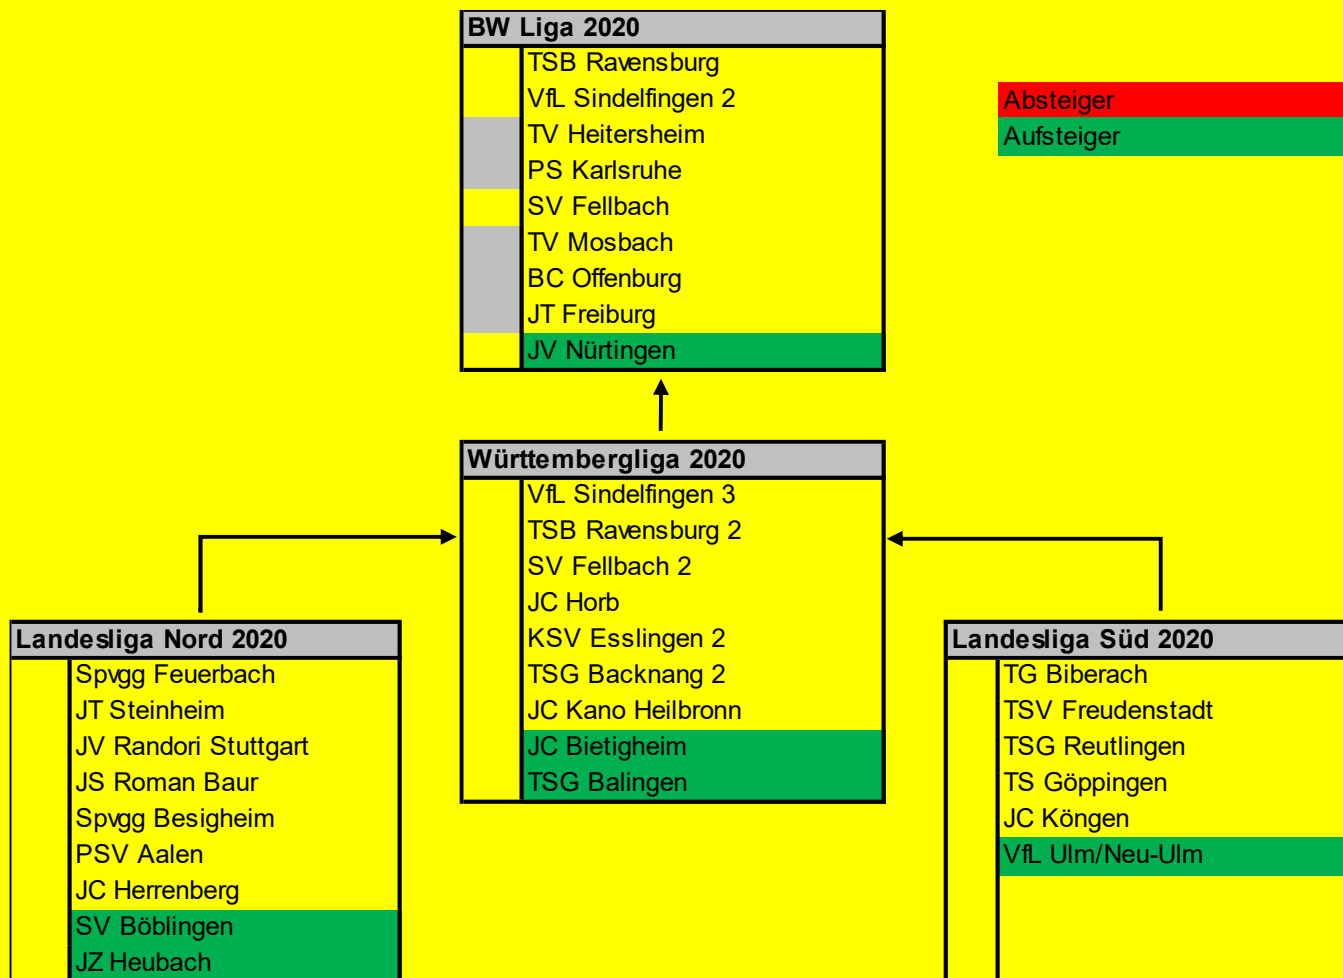 BW Liga 2020
TSB Ravensburg
VfL Sindelfingen 2
TV Heitersheim
PS Karlsruhe
SV Fellbach
TV Mosbach
BC Offenburg
JT Freiburg
JV Nürtingen
Absteiger
Aufsteiger
Württembergliga 2020
VfL Sindelfingen 3
TSB Ravensburg 2
SV Fellbach 2
JC Horb
KSV Esslingen 2
TSG Backnang 2
JC Kano Heilbronn
JC Bietigheim
TSG Balingen
Landesliga Nord 2020
Spvgg Feuerbach
JT Steinheim
JV Randori Stuttgart
JS Roman Baur
Spvgg Besigheim
PSV Aalen
JC Herrenberg
SV Böblingen
JZ Heubach
Landesliga Süd 2020
TG Biberach
TSV Freudenstadt
TSG Reutlingen
TS Göppingen
JC Köngen
VfL Ulm/Neu-Ulm